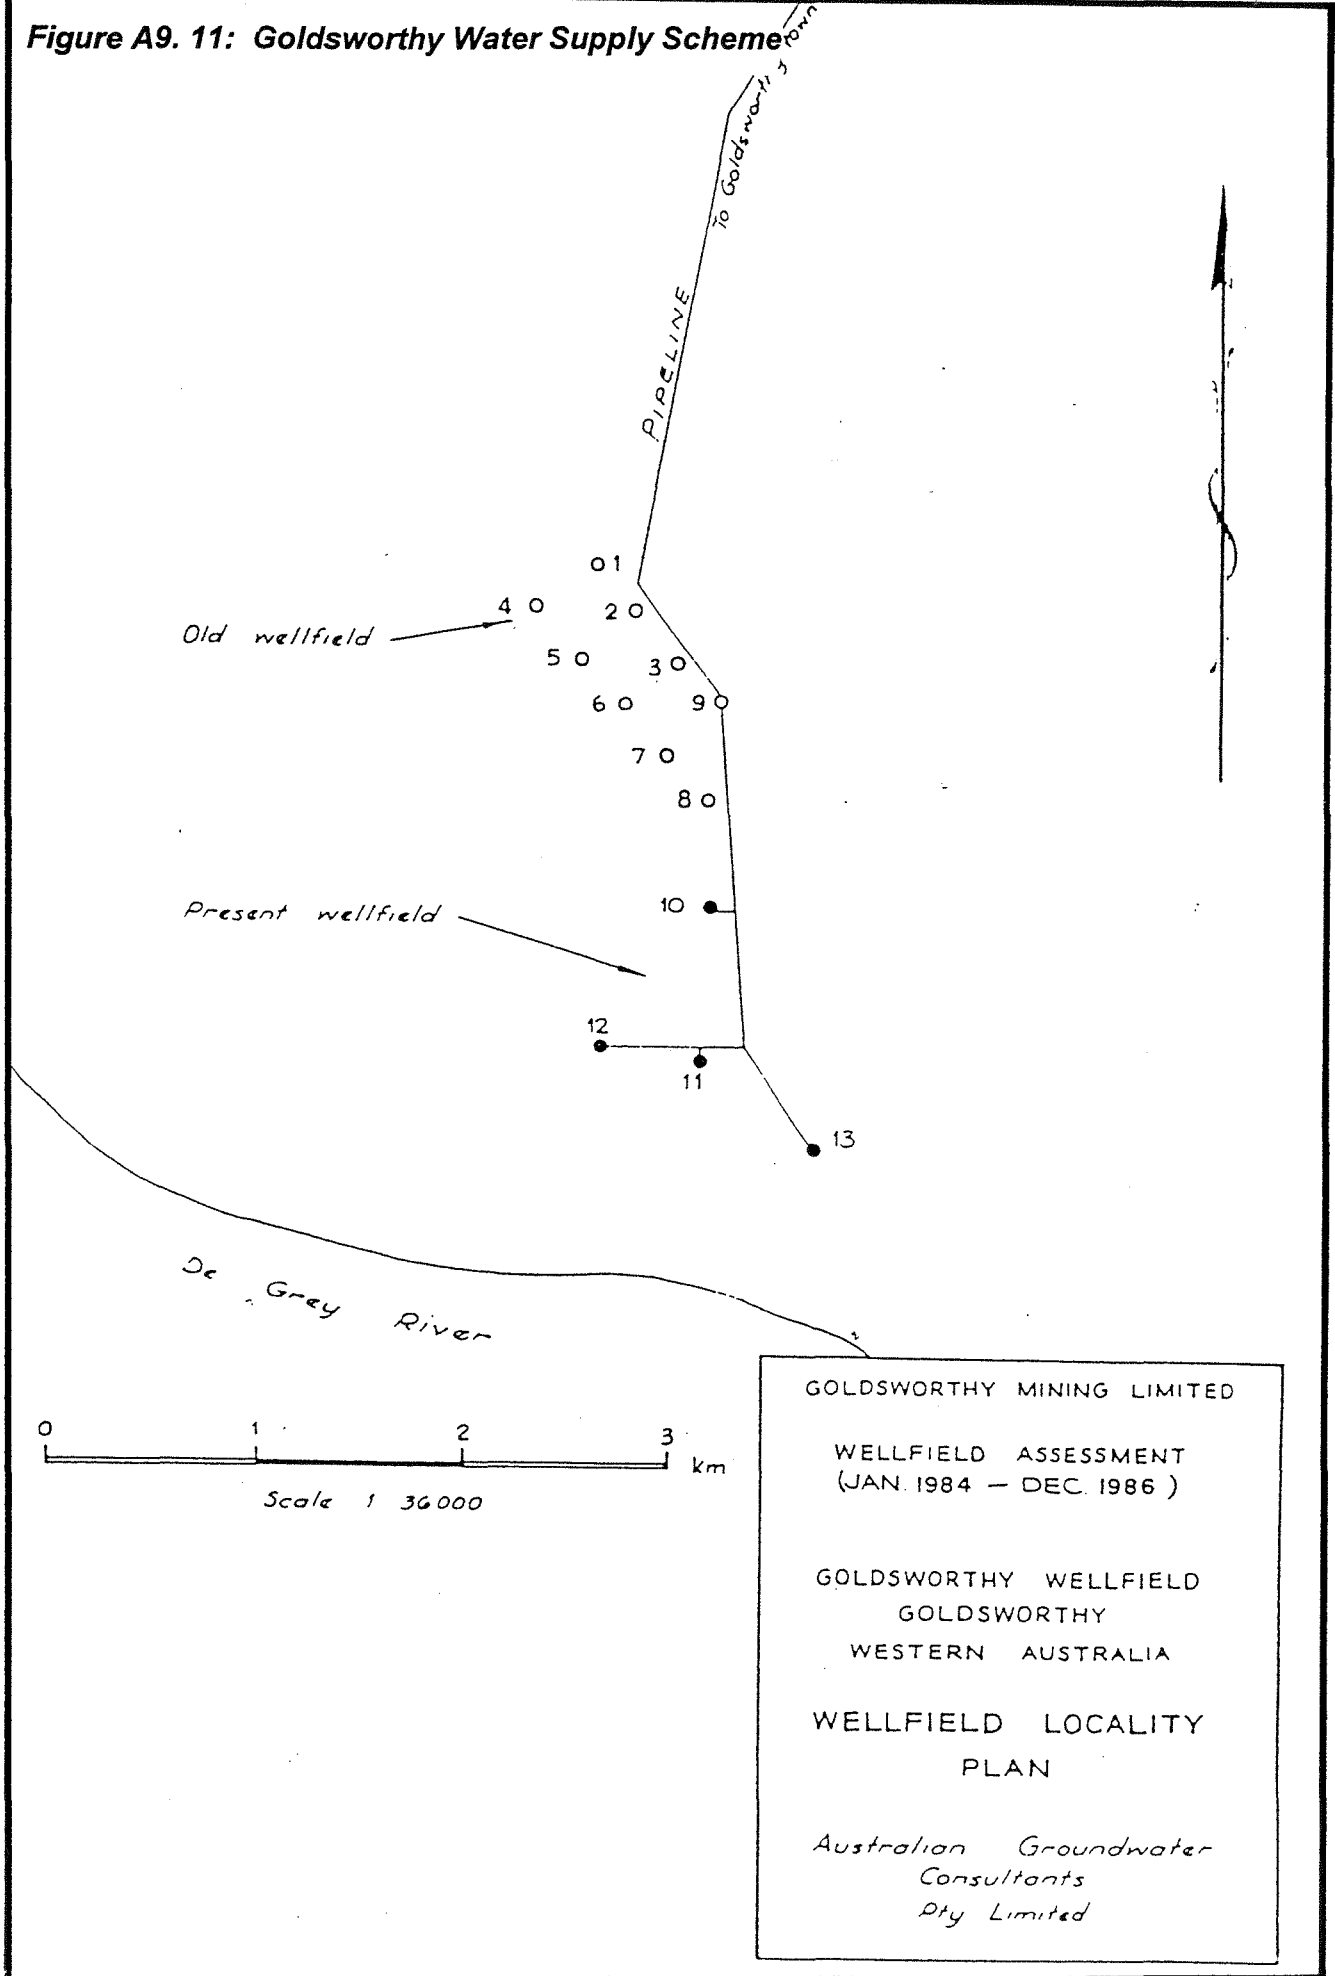 Figure A9. 11: Goldsworthy Water Supply Scheme
To Goldsworthy Town
PIPELINE
1
4
2
Old wellfield
5
3
6
9
7
8
10
Present wellfield
12
11
13
De Grey River
0 1 2 3 km
Scale 1 36000
GOLDSWORTHY MINING LIMITED
WELLFIELD ASSESSMENT
(JAN. 1984 — DEC. 1986 )
GOLDSWORTHY WELLFIELD
GOLDSWORTHY
WESTERN AUSTRALIA
WELLFIELD LOCALITY
PLAN
Australian Groundwater
Consultants
Pty Limited